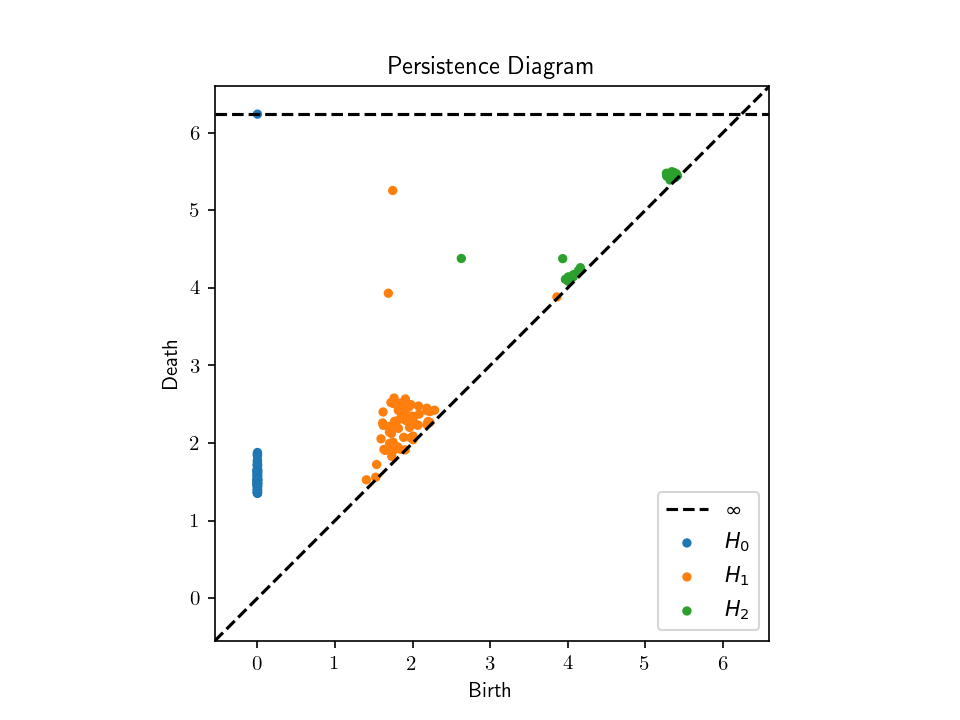 Persistence Diagram
6
5
4
3
2
1
0
Death
0 1 2 3 4 5 6
Birth
∞
H₀
H₁
H₂